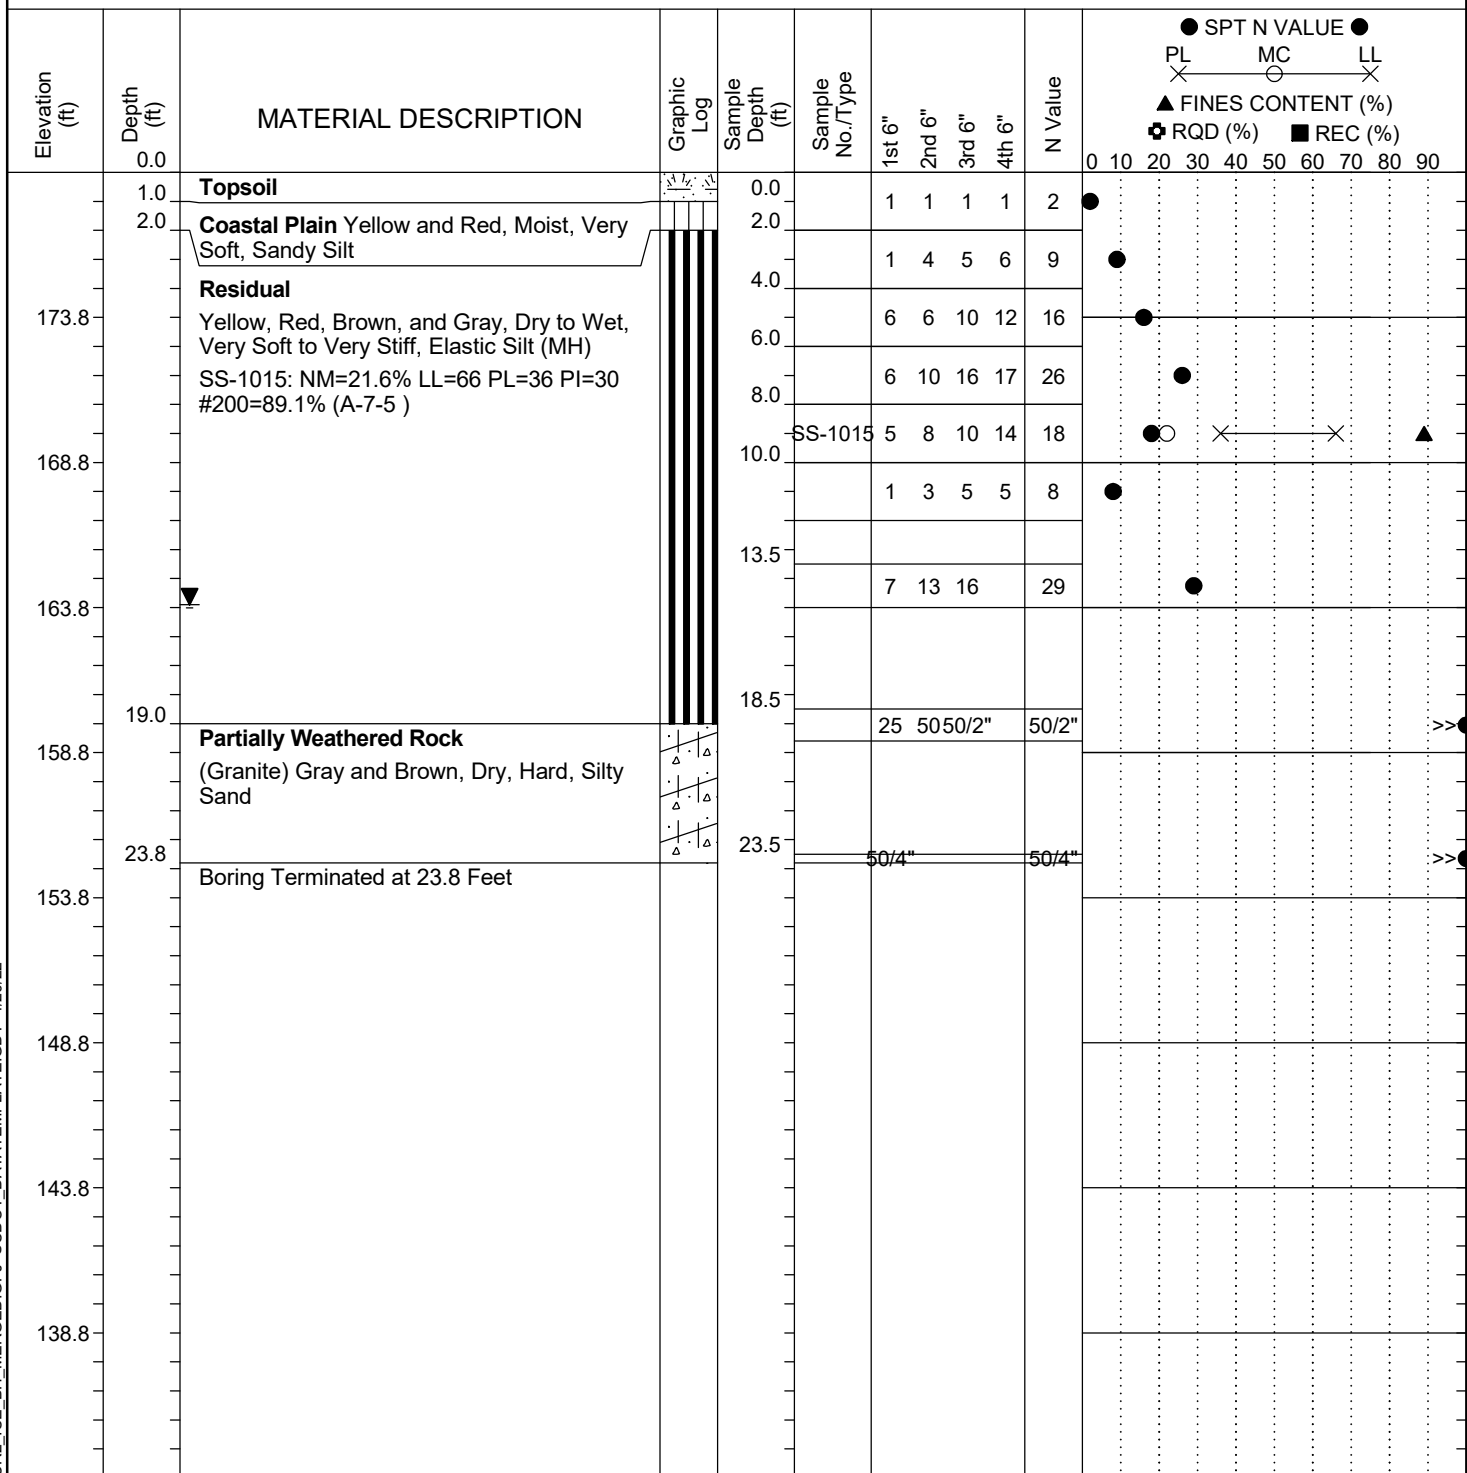 ● SPT N VALUE ●
PL MC LL
▲ FINES CONTENT (%)
RQD (%) ■ REC (%)
0 10 20 30 40 50 60 70 80 90
Elevation (ft)
Depth (ft)
0.0
MATERIAL DESCRIPTION
Graphic Log
Sample Depth (ft)
Sample No./Type
1st 6"
2nd 6"
3rd 6"
4th 6"
N Value
1.0 Topsoil 0.0
1 1 1 1 2
2.0 Coastal Plain Yellow and Red, Moist, Very 2.0
Soft, Sandy Silt
1 4 5 6 9
4.0
Residual
173.8 Yellow, Red, Brown, and Gray, Dry to Wet, 6 6 10 12 16
Very Soft to Very Stiff, Elastic Silt (MH) 6.0
SS-1015: NM=21.6% LL=66 PL=36 PI=30 6 10 16 17 26
#200=89.1% (A-7-5 ) 8.0
SS-1015 5 8 10 14 18
168.8 10.0
1 3 5 5 8
13.5
7 13 16 29
163.8
18.5
19.0
25 50 50/2" 50/2" >>●
Partially Weathered Rock
158.8
(Granite) Gray and Brown, Dry, Hard, Silty
Sand
23.5
23.8 50/4" 50/4" >>●
Boring Terminated at 23.8 Feet
153.8
148.8
143.8
138.8